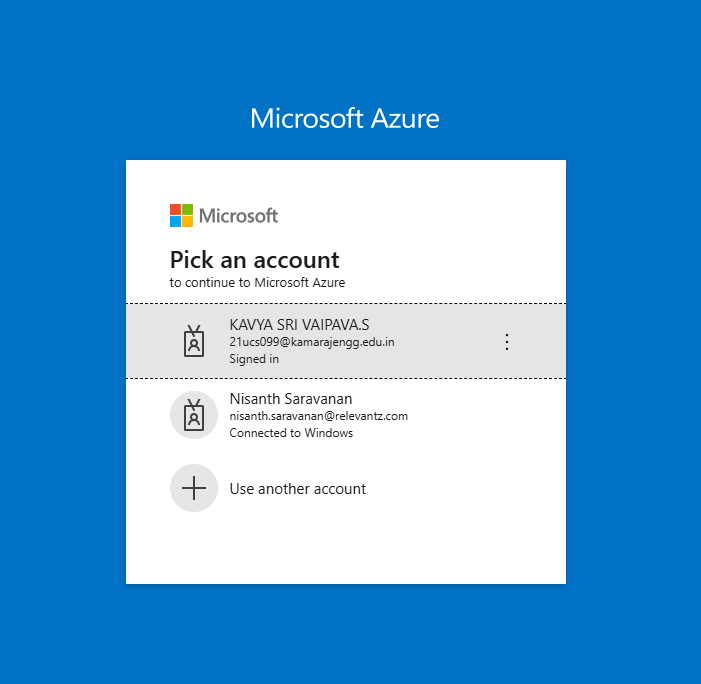 Microsoft Azure
Microsoft
Pick an account
to continue to Microsoft Azure
KAVYA SRI VAIPAVA.S
21ucs099@kamarajengg.edu.in
Signed in
Nisanth Saravanan
nisanth.saravanan@relevantz.com
Connected to Windows
Use another account